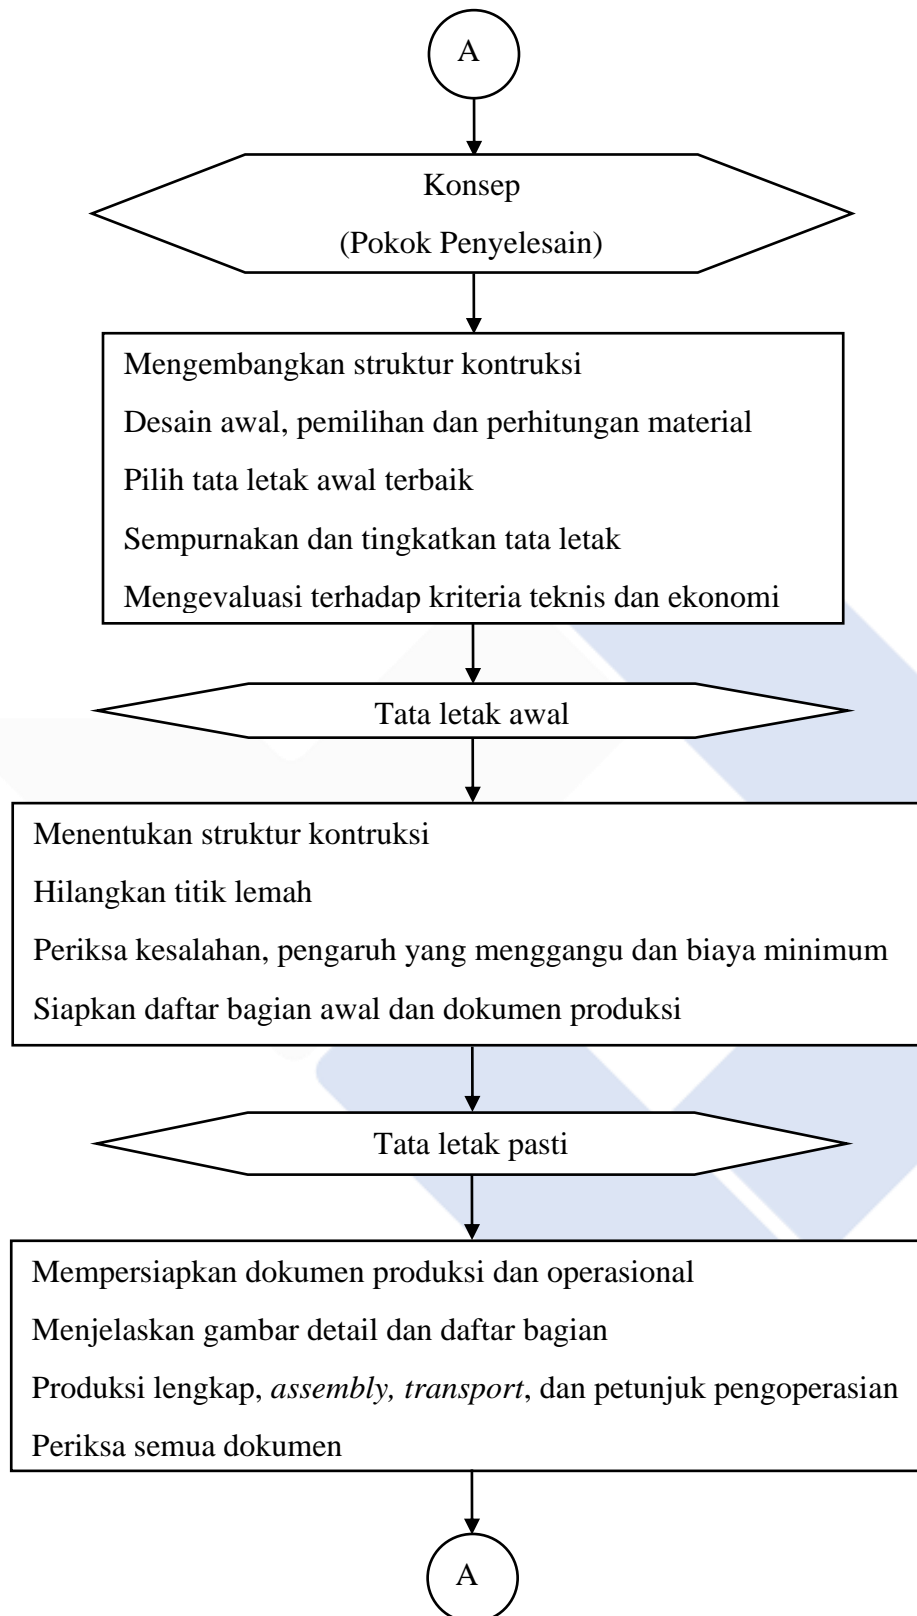 A
Konsep
(Pokok Penyelesain)
Mengembangkan struktur kontruksi
Desain awal, pemilihan dan perhitungan material
Pilih tata letak awal terbaik
Sempurnakan dan tingkatkan tata letak
Mengevaluasi terhadap kriteria teknis dan ekonomi
Tata letak awal
Menentukan struktur kontruksi
Hilangkan titik lemah
Periksa kesalahan, pengaruh yang menggangu dan biaya minimum
Siapkan daftar bagian awal dan dokumen produksi
Tata letak pasti
Mempersiapkan dokumen produksi dan operasional
Menjelaskan gambar detail dan daftar bagian
Produksi lengkap, assembly, transport, dan petunjuk pengoperasian
Periksa semua dokumen
A